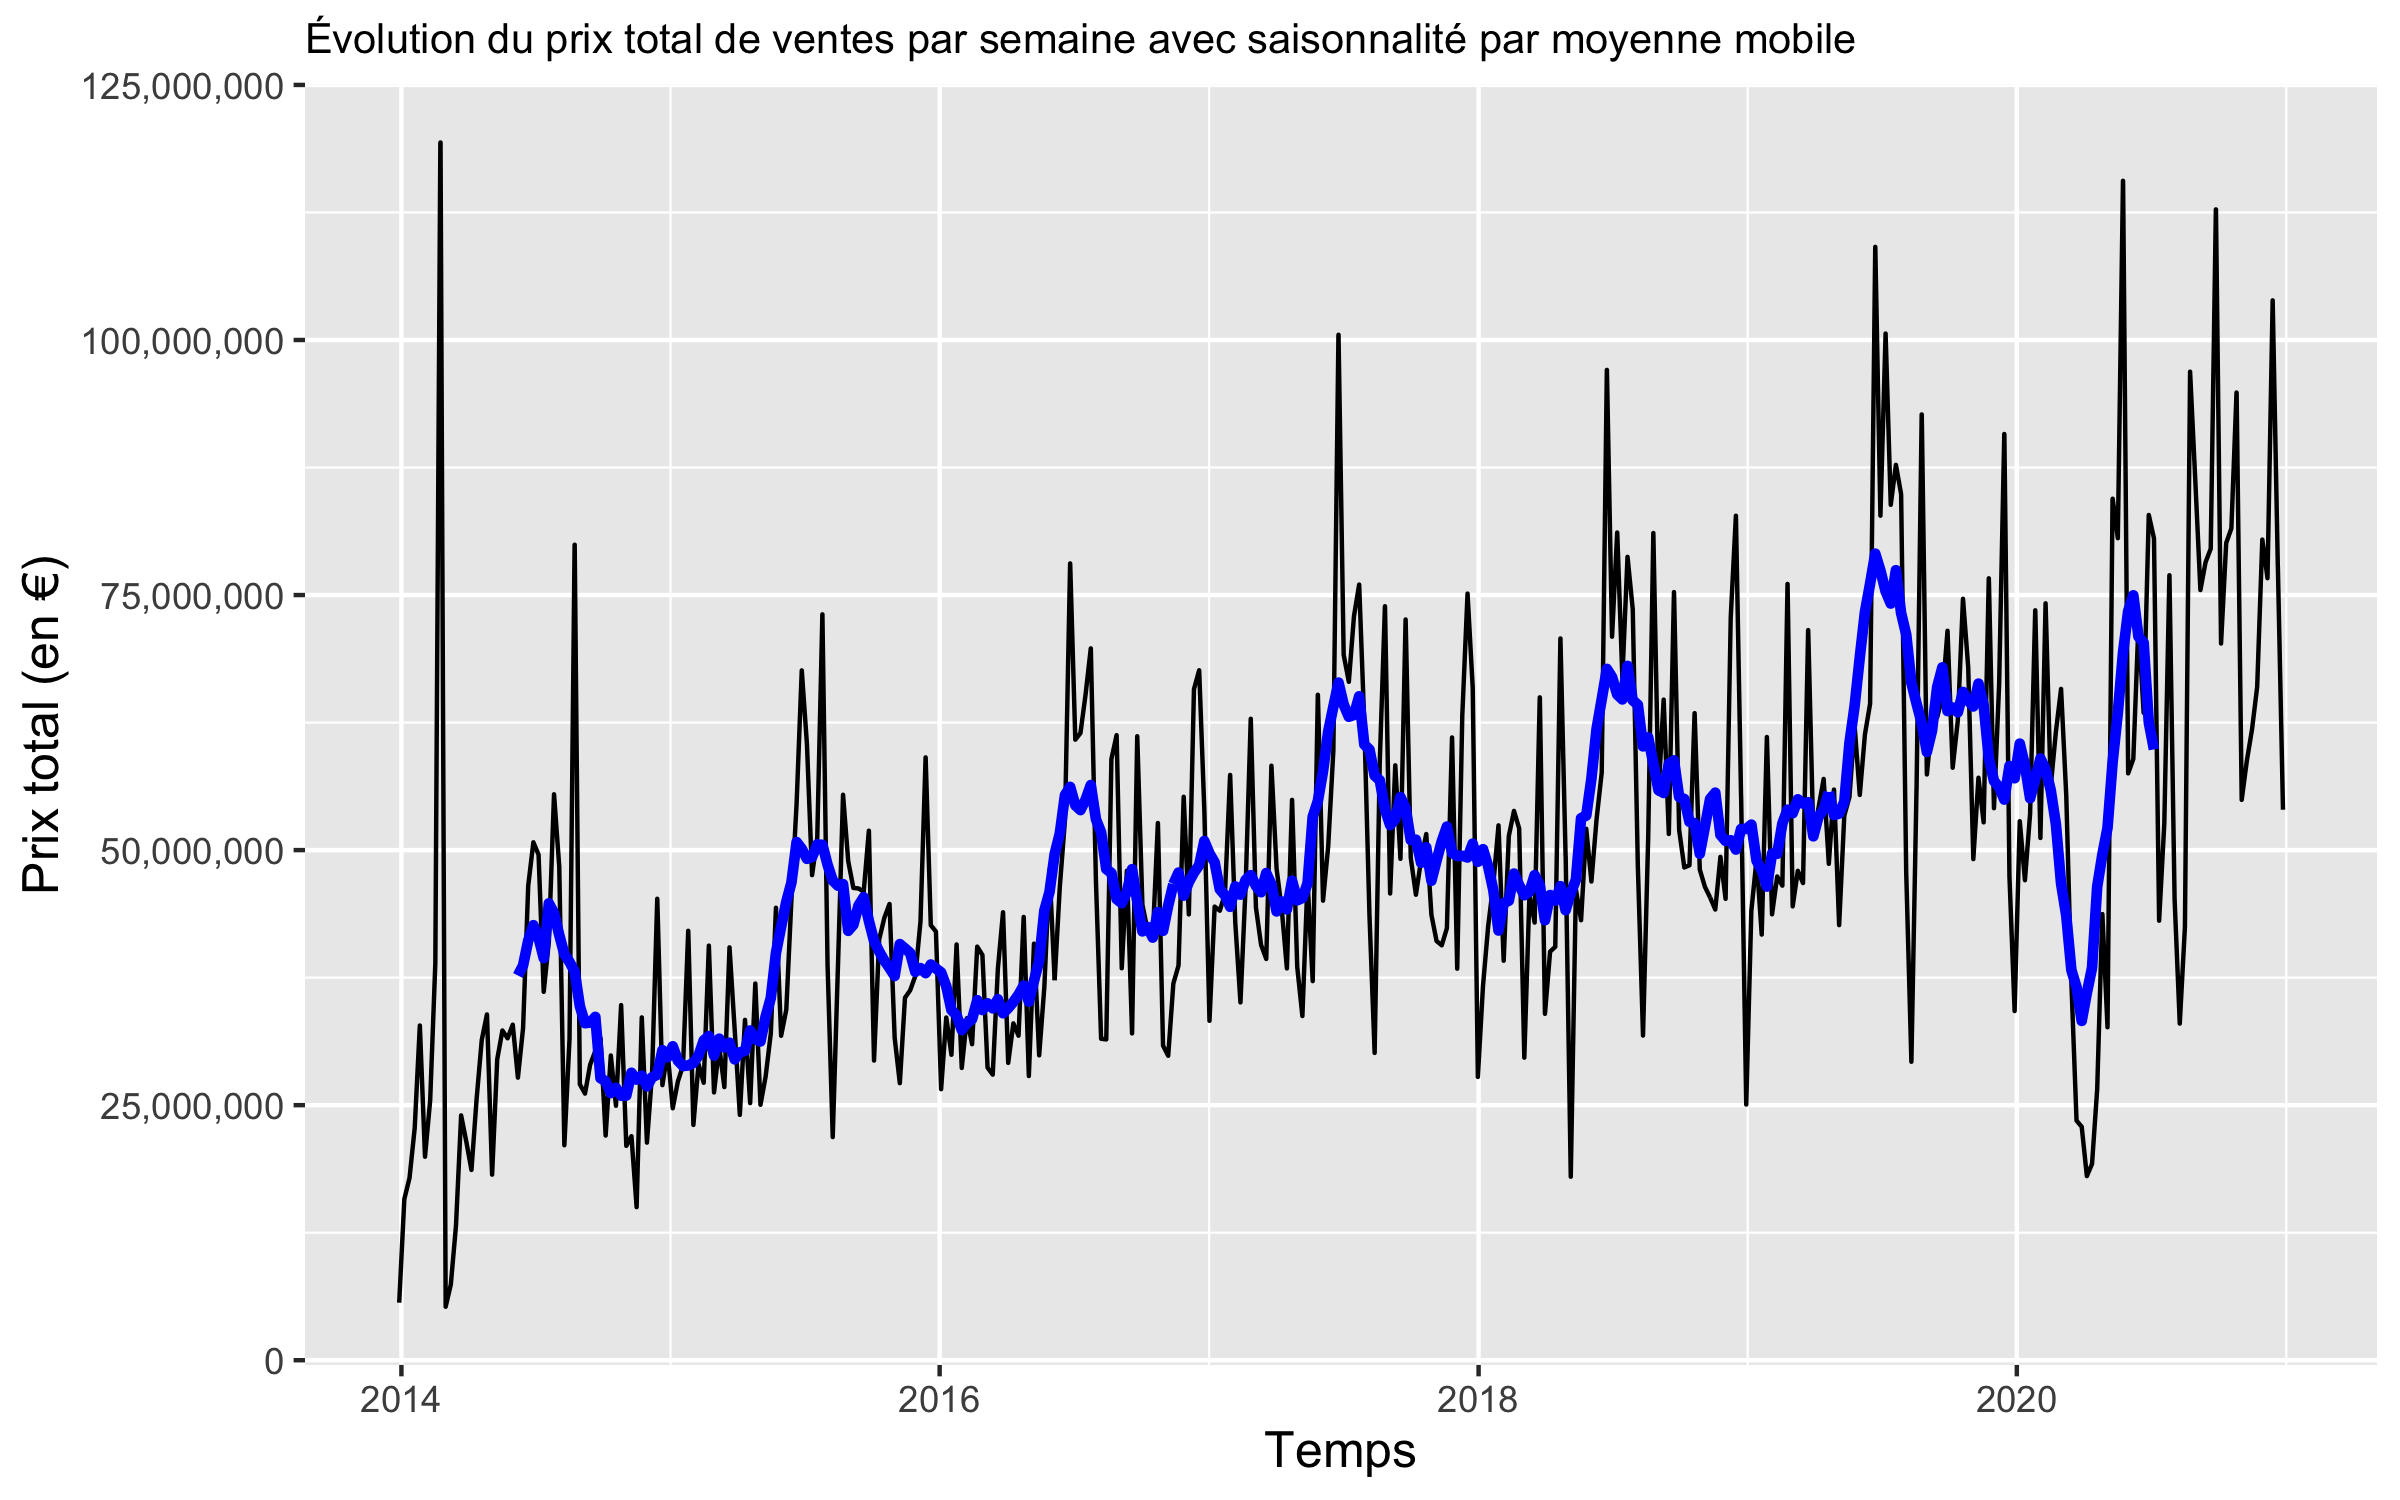 Évolution du prix total de ventes par semaine avec saisonnalité par moyenne mobile
125,000,000
100,000,000
75,000,000
50,000,000
25,000,000
0
Prix total (en €)
2014 2016 2018 2020
Temps